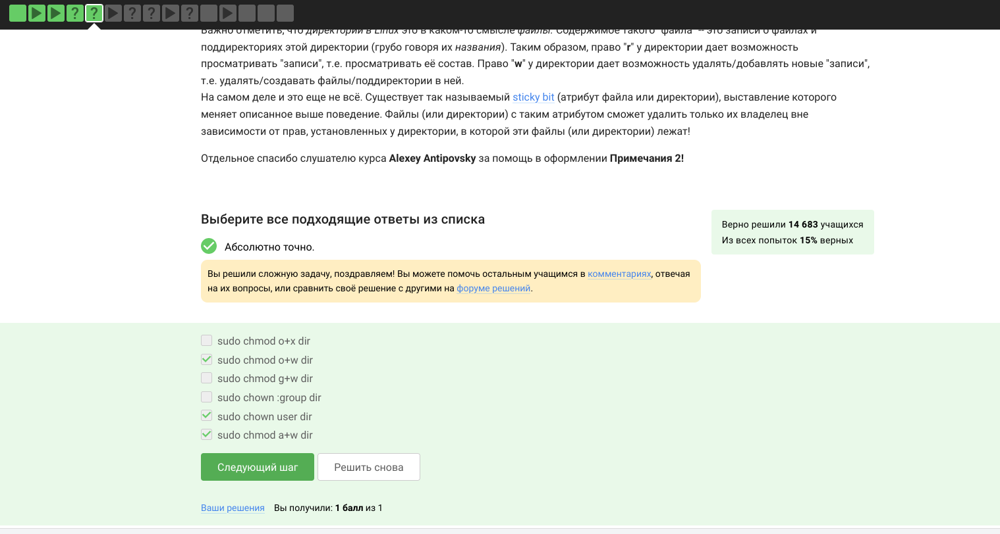 Важно отметить, что директории в Linux это в каком-то смысле файлы. Содержимое такого "файла" -- это записи о файлах и
поддиректориях этой директории (грубо говоря их названия). Таким образом, право "r" у директории дает возможность
просматривать "записи", т.е. просматривать её состав. Право "w" у директории дает возможность удалять/добавлять новые "записи",
т.е. удалять/создавать файлы/поддиректории в ней.
На самом деле и это еще не всё. Существует так называемый sticky bit (атрибут файла или директории), выставление которого
меняет описанное выше поведение. Файлы (или директории) с таким атрибутом сможет удалить только их владелец вне
зависимости от прав, установленных у директории, в которой эти файлы (или директории) лежат!
Отдельное спасибо слушателю курса Alexey Antipovsky за помощь в оформлении Примечания 2!
Выберите все подходящие ответы из списка
Верно решили 14 683 учащихся
Из всех попыток 15% верных
Абсолютно точно.
Вы решили сложную задачу, поздравляем! Вы можете помочь остальным учащимся в комментариях, отвечая
на их вопросы, или сравнить своё решение с другими на форуме решений.
sudo chmod o+x dir
sudo chmod o+w dir
sudo chmod g+w dir
sudo chown :group dir
sudo chown user dir
sudo chmod a+w dir
Следующий шаг
Решить снова
Ваши решения Вы получили: 1 балл из 1